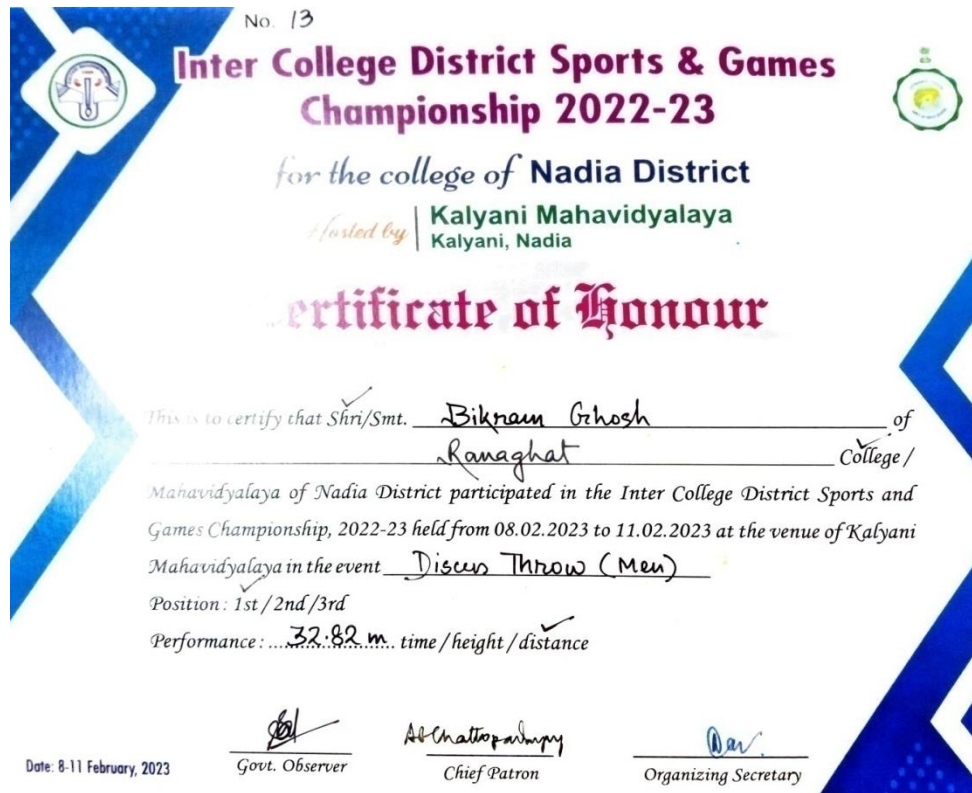 No. 13
Inter College District Sports & Games
Championship 2022-23
for the college of Nadia District
Hosted by Kalyani Mahavidyalaya
Kalyani, Nadia
ertificate of Honour
This is to certify that Shri/Smt. Bikram Ghosh of
Ranaghat College /
Mahavidyalaya of Nadia District participated in the Inter College District Sports and
Games Championship, 2022-23 held from 08.02.2023 to 11.02.2023 at the venue of Kalyani
Mahavidyalaya in the event Discus Throw (Men)
Position : 1st / 2nd /3rd
Performance : ....32.82 m.... time / height / distance
Date: 8-11 February, 2023
Govt. Observer
Chief Patron
Organizing Secretary